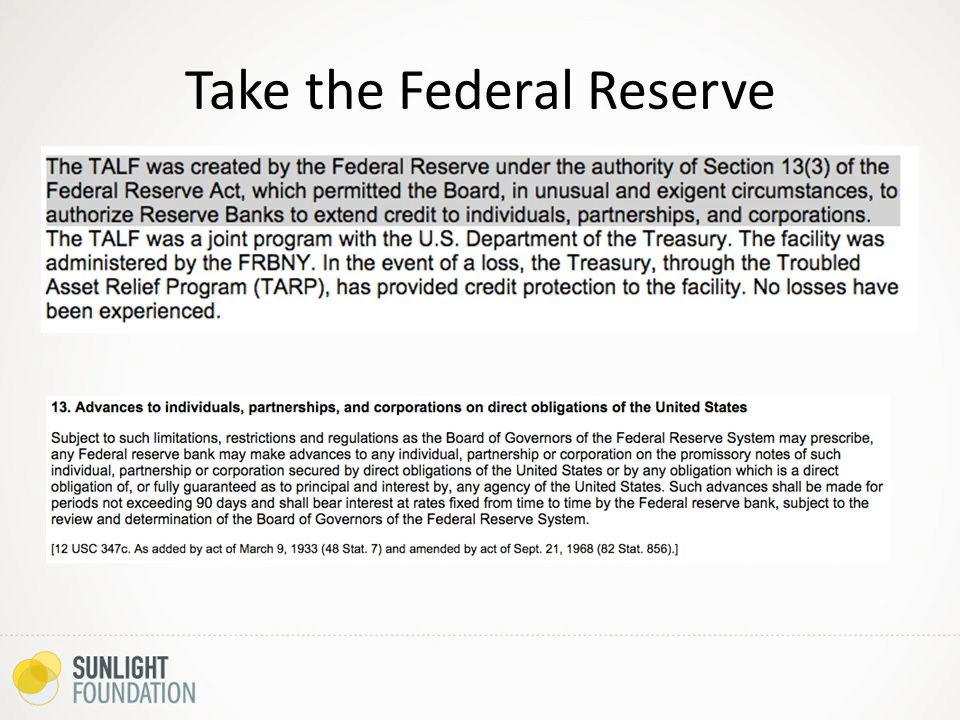 Take the Federal Reserve
The TALF was created by the Federal Reserve under the authority of Section 13(3) of the
Federal Reserve Act, which permitted the Board, in unusual and exigent circumstances, to
authorize Reserve Banks to extend credit to individuals, partnerships, and corporations.
The TALF was a joint program with the U.S. Department of the Treasury. The facility was
administered by the FRBNY. In the event of a loss, the Treasury, through the Troubled
Asset Relief Program (TARP), has provided credit protection to the facility. No losses have
been experienced.
13. Advances to individuals, partnerships, and corporations on direct obligations of the United States
Subject to such limitations, restrictions and regulations as the Board of Governors of the Federal Reserve System may prescribe,
any Federal reserve bank may make advances to any individual, partnership or corporation on the promissory notes of such
individual, partnership or corporation secured by direct obligations of the United States or by any obligation which is a direct
obligation of, or fully guaranteed as to principal and interest by, any agency of the United States. Such advances shall be made for
periods not exceeding 90 days and shall bear interest at rates fixed from time to time by the Federal reserve bank, subject to the
review and determination of the Board of Governors of the Federal Reserve System.
[12 USC 347c. As added by act of March 9, 1933 (48 Stat. 7) and amended by act of Sept. 21, 1968 (82 Stat. 856).]
SUNLIGHT
FOUNDATION